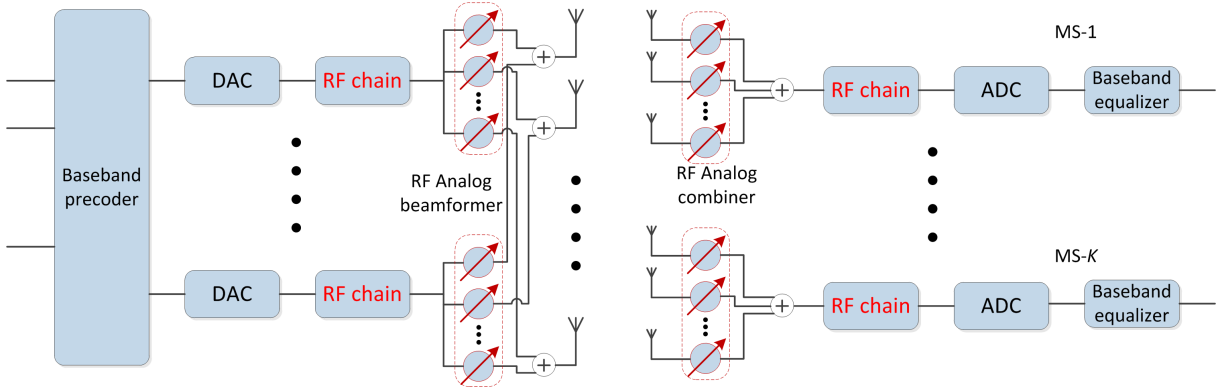 Baseband
precoder
DAC
RF chain
RF Analog
beamformer
DAC
RF chain
RF Analog
combiner
MS-1
RF chain
ADC
Baseband
equalizer
MS-K
RF chain
ADC
Baseband
equalizer